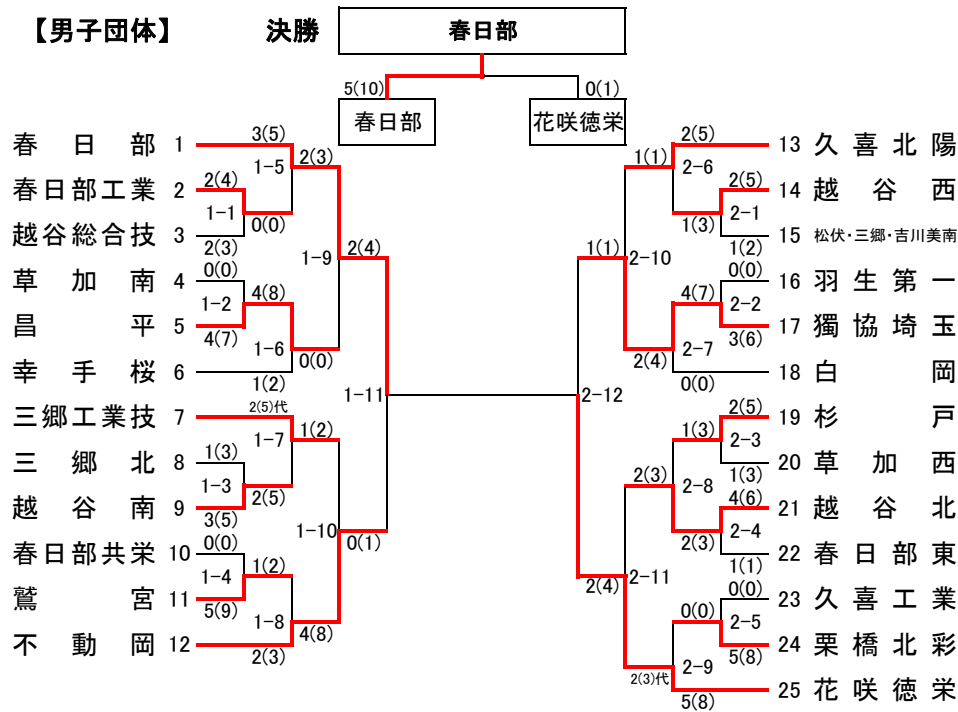 【男子団体】 決勝 春日部
5(10) 0(1)
春日部 花咲徳栄
春日部 1 3(5)
1-5 2(3)
春日部工業 2 2(4)
1-1
越谷総合技 3 2(3) 0(0)
1-9 2(4)
草加南 4 0(0)
1-2 4(8)
昌平 5 4(7)
1-6 0(0)
幸手桜 6 1(2)
1-11
三郷工業技 7 2(5)代
1-7 1(2)
三郷北 8 1(3)
1-3 2(5)
越谷南 9 3(5)
1-10 0(1)
春日部共栄 10 0(0)
1-4 1(2)
鷲宮 11 5(9)
1-8 4(8)
不動岡 12 2(3)
2(5) 13 久喜北陽
1(1) 2-6
2(5) 14 越谷西
1(3) 2-1
1(2) 15 松伏・三郷・吉川美南
1(1) 2-10
0(0) 16 羽生第一
4(7) 2-2
3(6) 17 獨協埼玉
2(4) 2-7
0(0) 18 白岡
2-12
2(5) 19 杉戸
1(3) 2-3
1(3) 20 草加西
2(3) 2-8
4(6) 21 越谷北
2(3) 2-4
1(1) 22 春日部東
2(4) 2-11
0(0) 23 久喜工業
0(0) 2-5
5(8) 24 栗橋北彩
2(3)代 2-9
5(8) 25 花咲徳栄